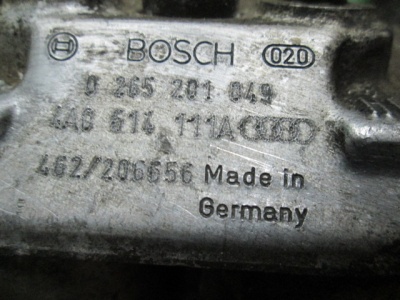 BOSCH 020
0 265 201 049
4A0 614 111A
462/206656 Made in
Germany